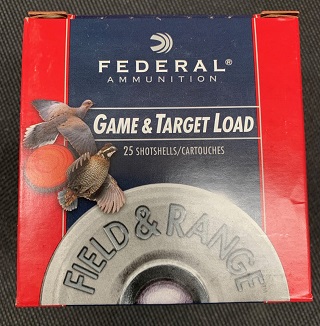 FEDERAL®
AMMUNITION
GAME & TARGET LOAD
25 SHOTSHELLS/CARTOUCHES
FIELD & RANGE